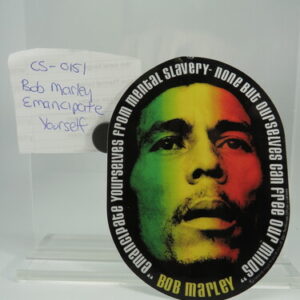 CS-0151
Bob Marley
Emancipate
Yourself
"emancipate yourselves from mental slavery- none but ourselves can free our minds"
BOB MARLEY